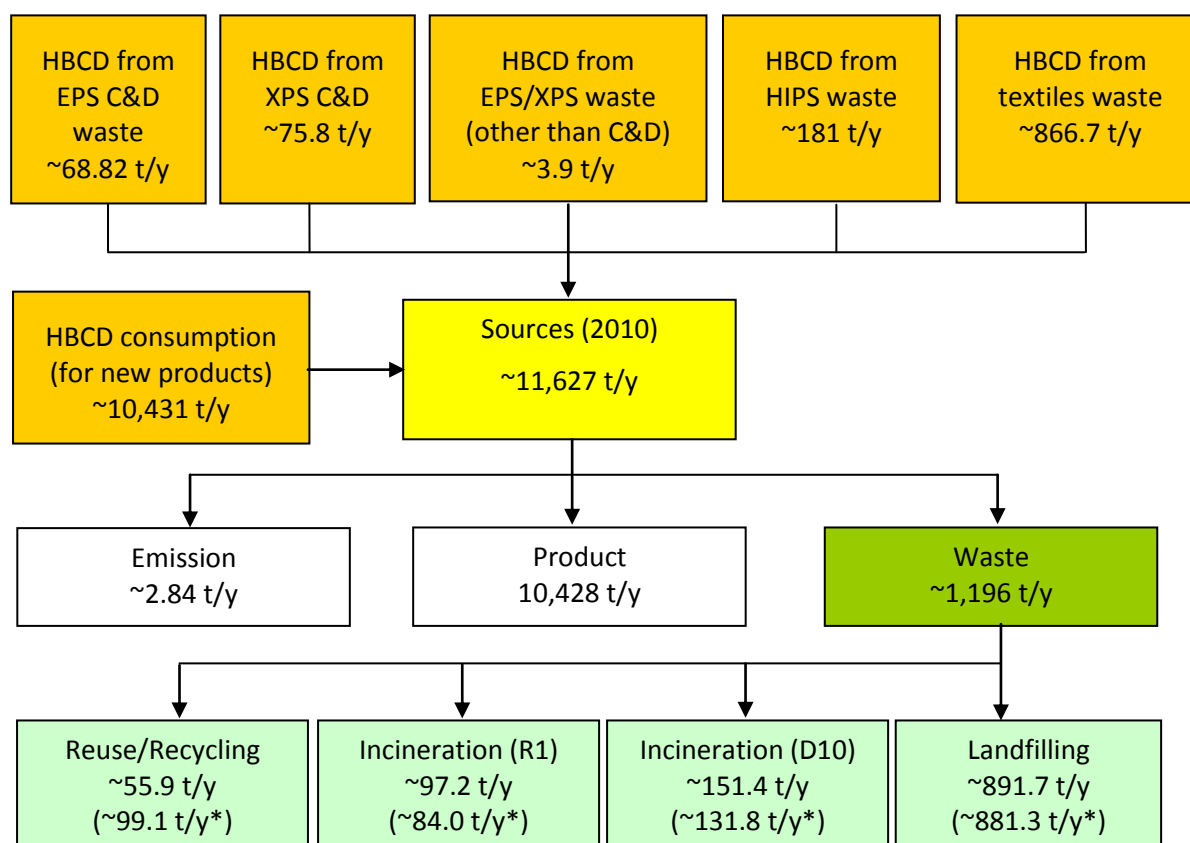 HBCD from
EPS C&D
waste
~68.82 t/y
HBCD from
XPS C&D
~75.8 t/y
HBCD from
EPS/XPS waste
(other than C&D)
~3.9 t/y
HBCD from
HIPS waste
~181 t/y
HBCD from
textiles waste
~866.7 t/y
HBCD consumption
(for new products)
~10,431 t/y
Sources (2010)
~11,627 t/y
Emission
~2.84 t/y
Product
10,428 t/y
Waste
~1,196 t/y
Reuse/Recycling
~55.9 t/y
(~99.1 t/y*)
Incineration (R1)
~97.2 t/y
(~84.0 t/y*)
Incineration (D10)
~151.4 t/y
(~131.8 t/y*)
Landfilling
~891.7 t/y
(~881.3 t/y*)